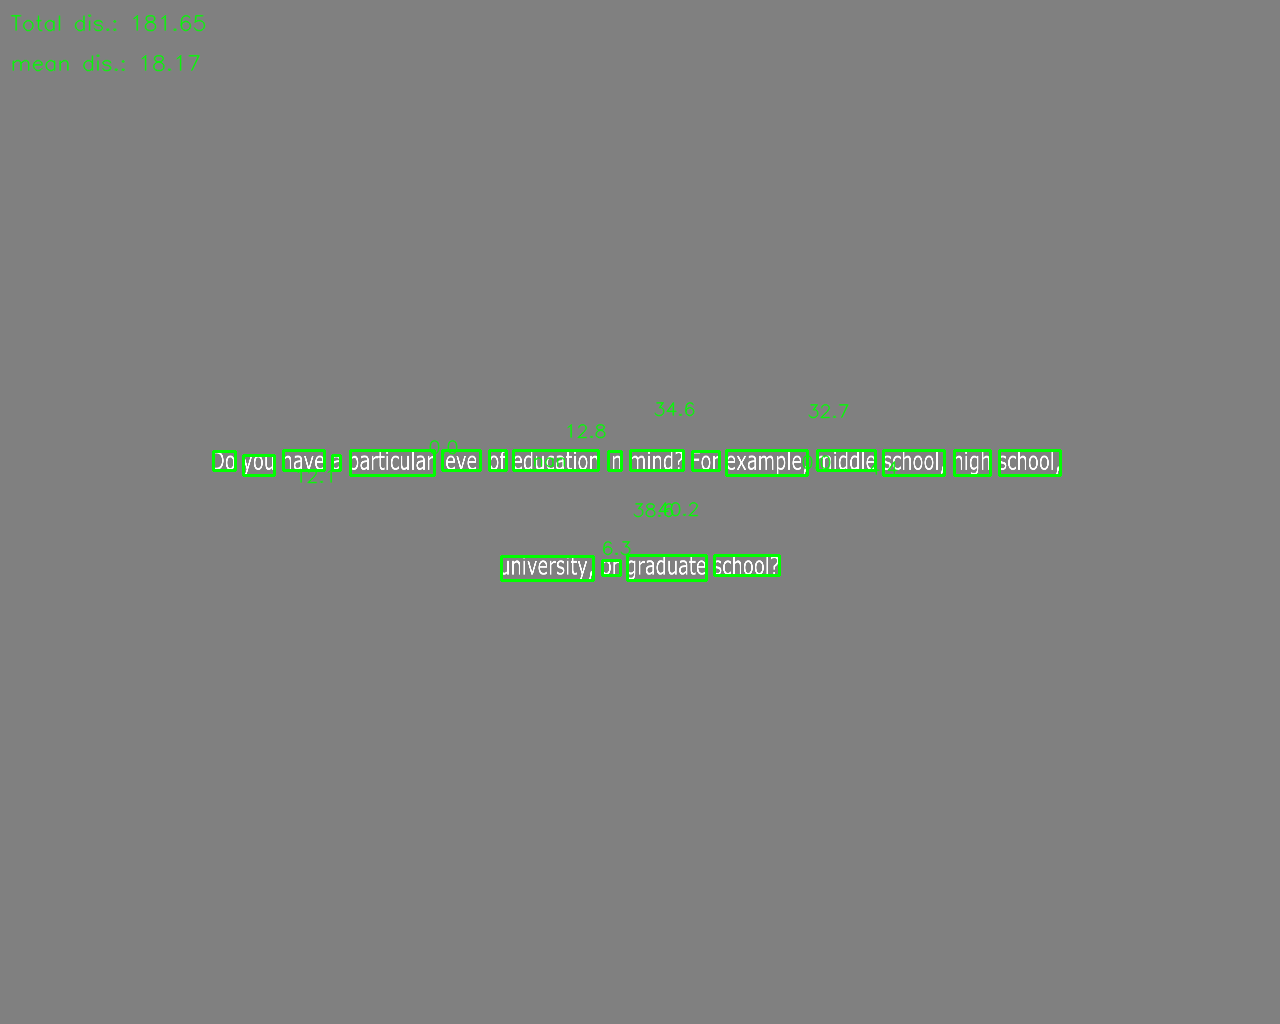 Total dis.: 181.65
mean dis.: 18.17
34.6 32.7
12.8
0.0
Do you have a particular level of education in mind? For example, middle school, high school,
12.1
38.6 40.2
6.3
university, or graduate school?